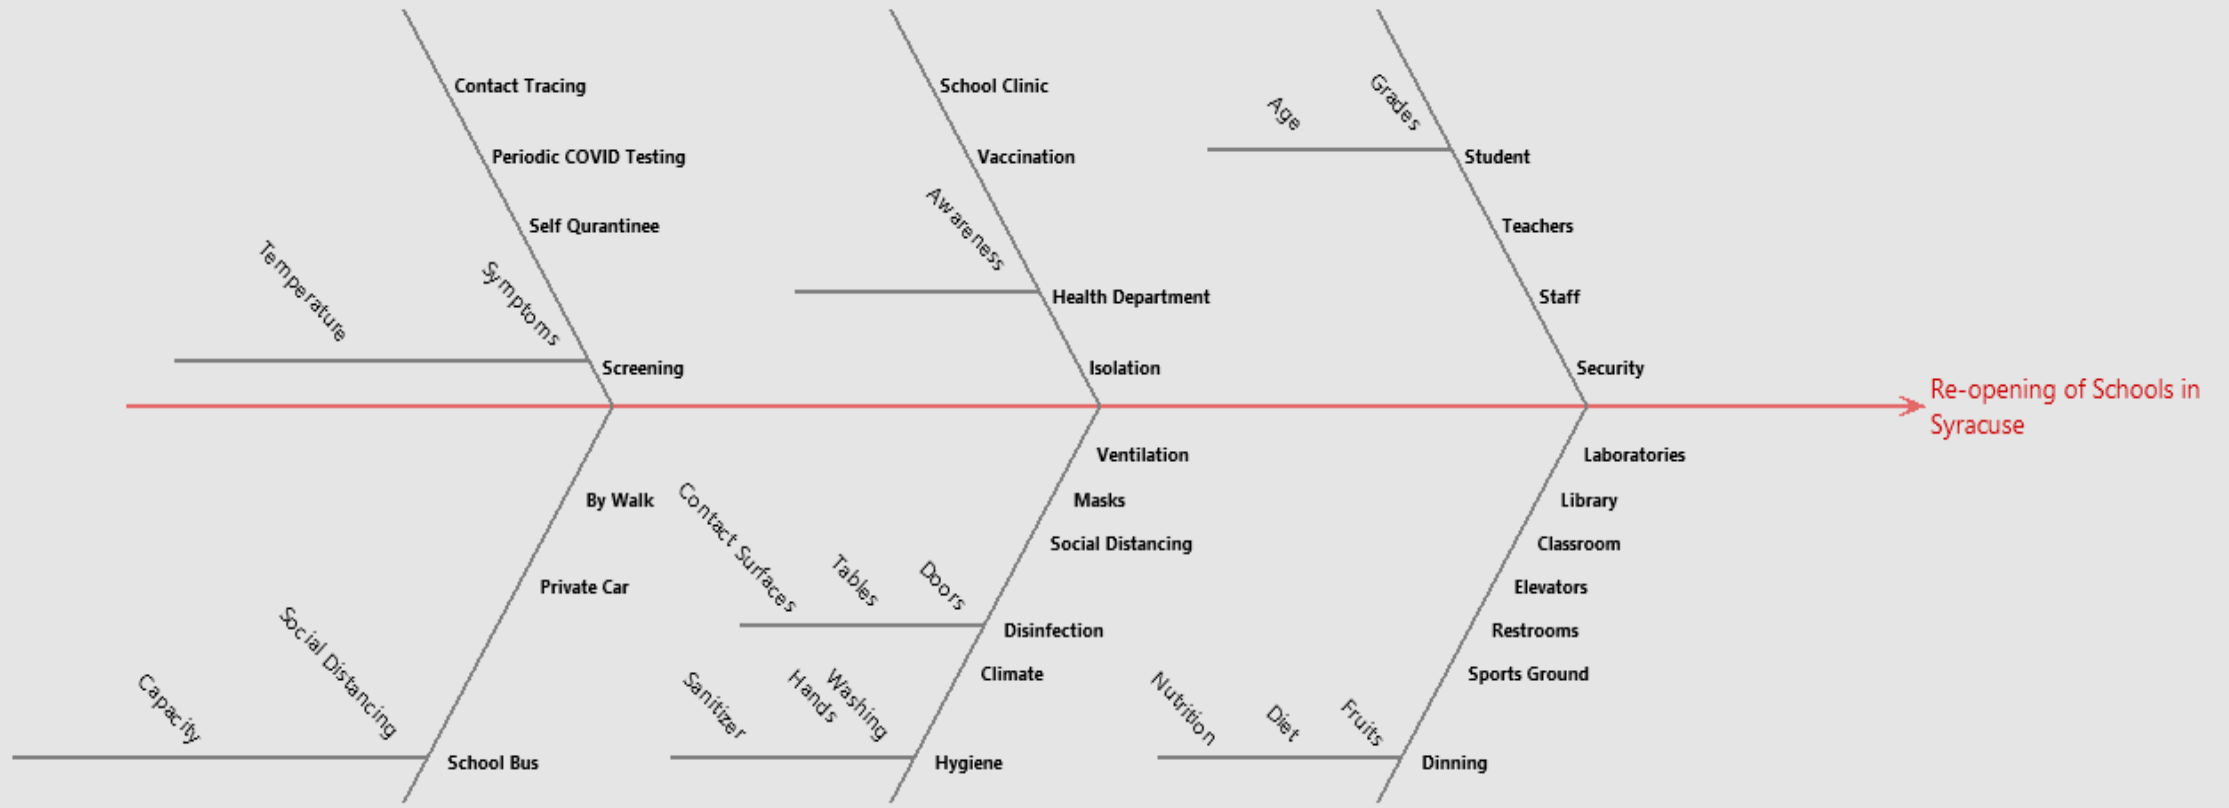 Contact Tracing
Periodic COVID Testing
Self Qurantinee
Temperature
Symptoms
Screening
School Clinic
Vaccination
Awareness
Health Department
Isolation
Age
Grades
Student
Teachers
Staff
Security
Re-opening of Schools in
Syracuse
By Walk
Private Car
Capacity
Social Distancing
School Bus
Ventilation
Masks
Social Distancing
Contact Surfaces
Tables
Doors
Disinfection
Climate
Sanitizer
Washing
Hands
Hygiene
Laboratories
Library
Classroom
Elevators
Restrooms
Sports Ground
Nutrition
Diet
Fruits
Dinning